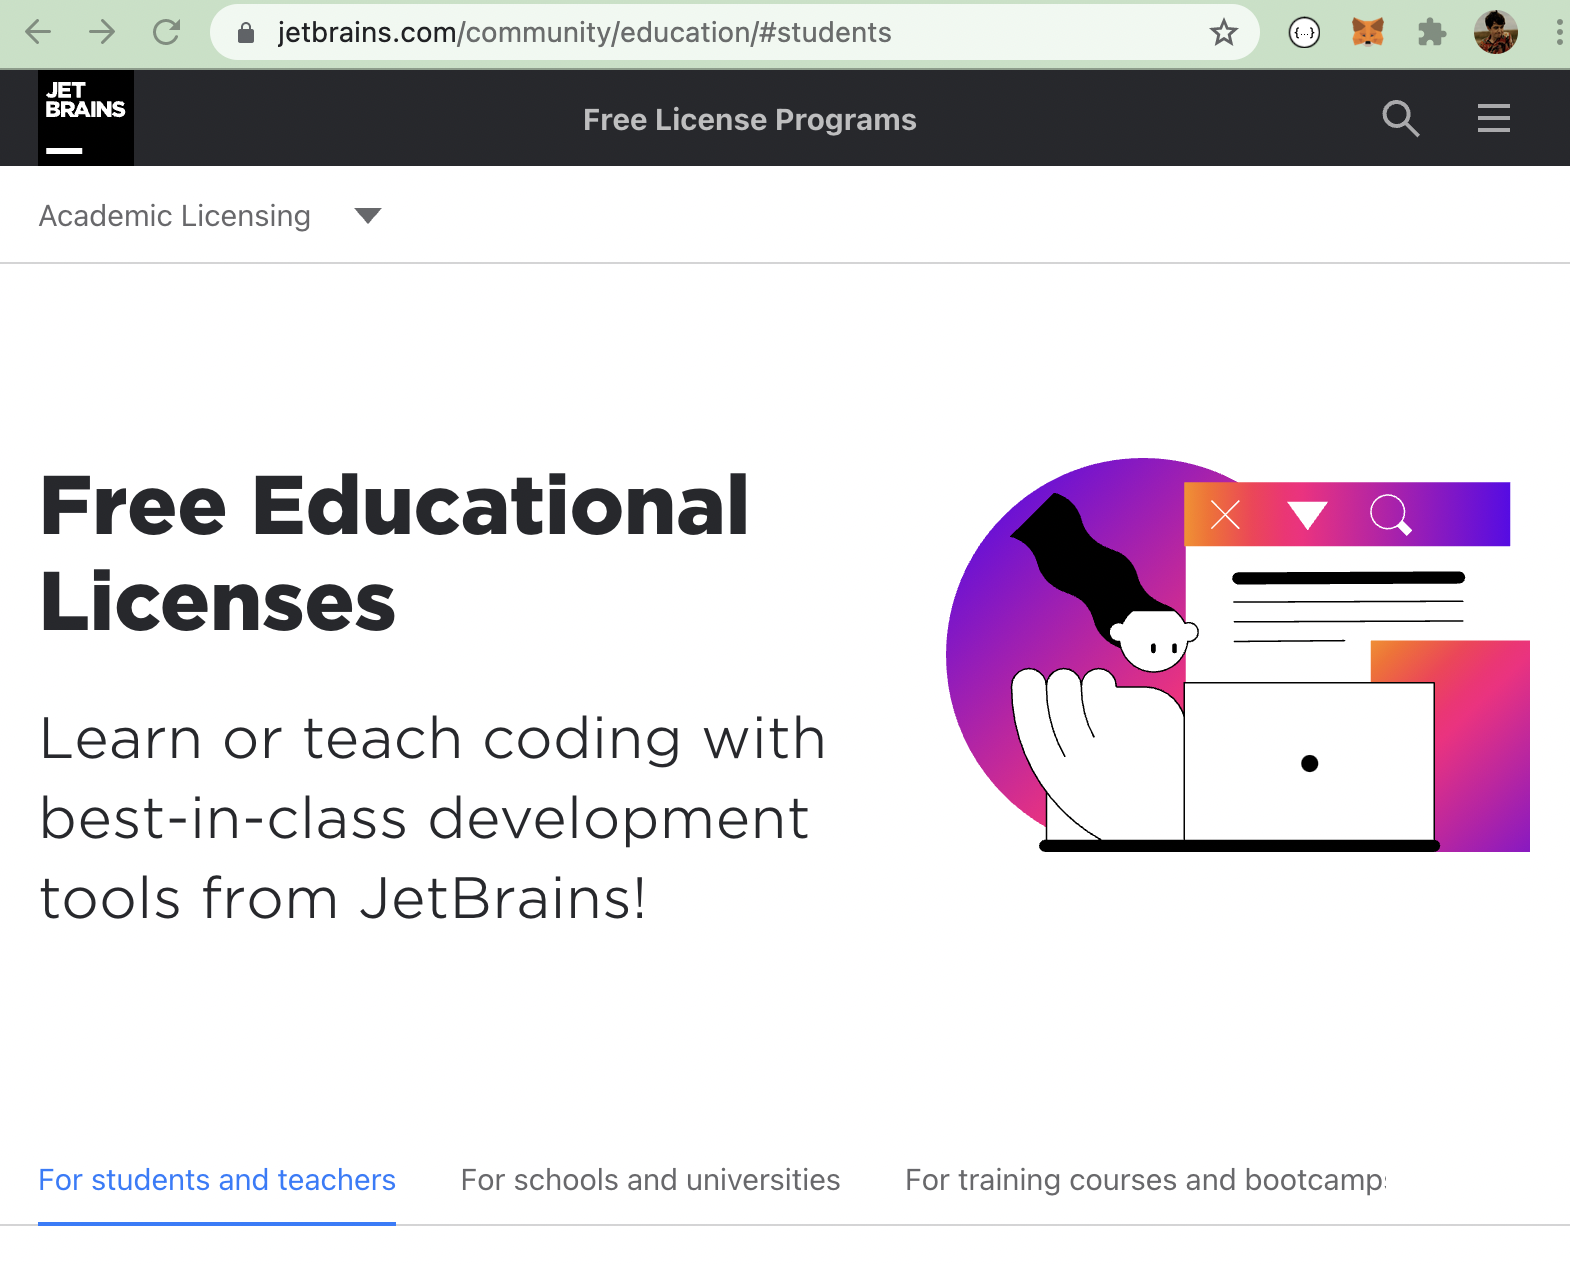 jetbrains.com/community/education/#students
JET
BRAINS
Free License Programs
Academic Licensing
Free Educational
Licenses
Learn or teach coding with
best-in-class development
tools from JetBrains!
For students and teachers
For schools and universities
For training courses and bootcamps